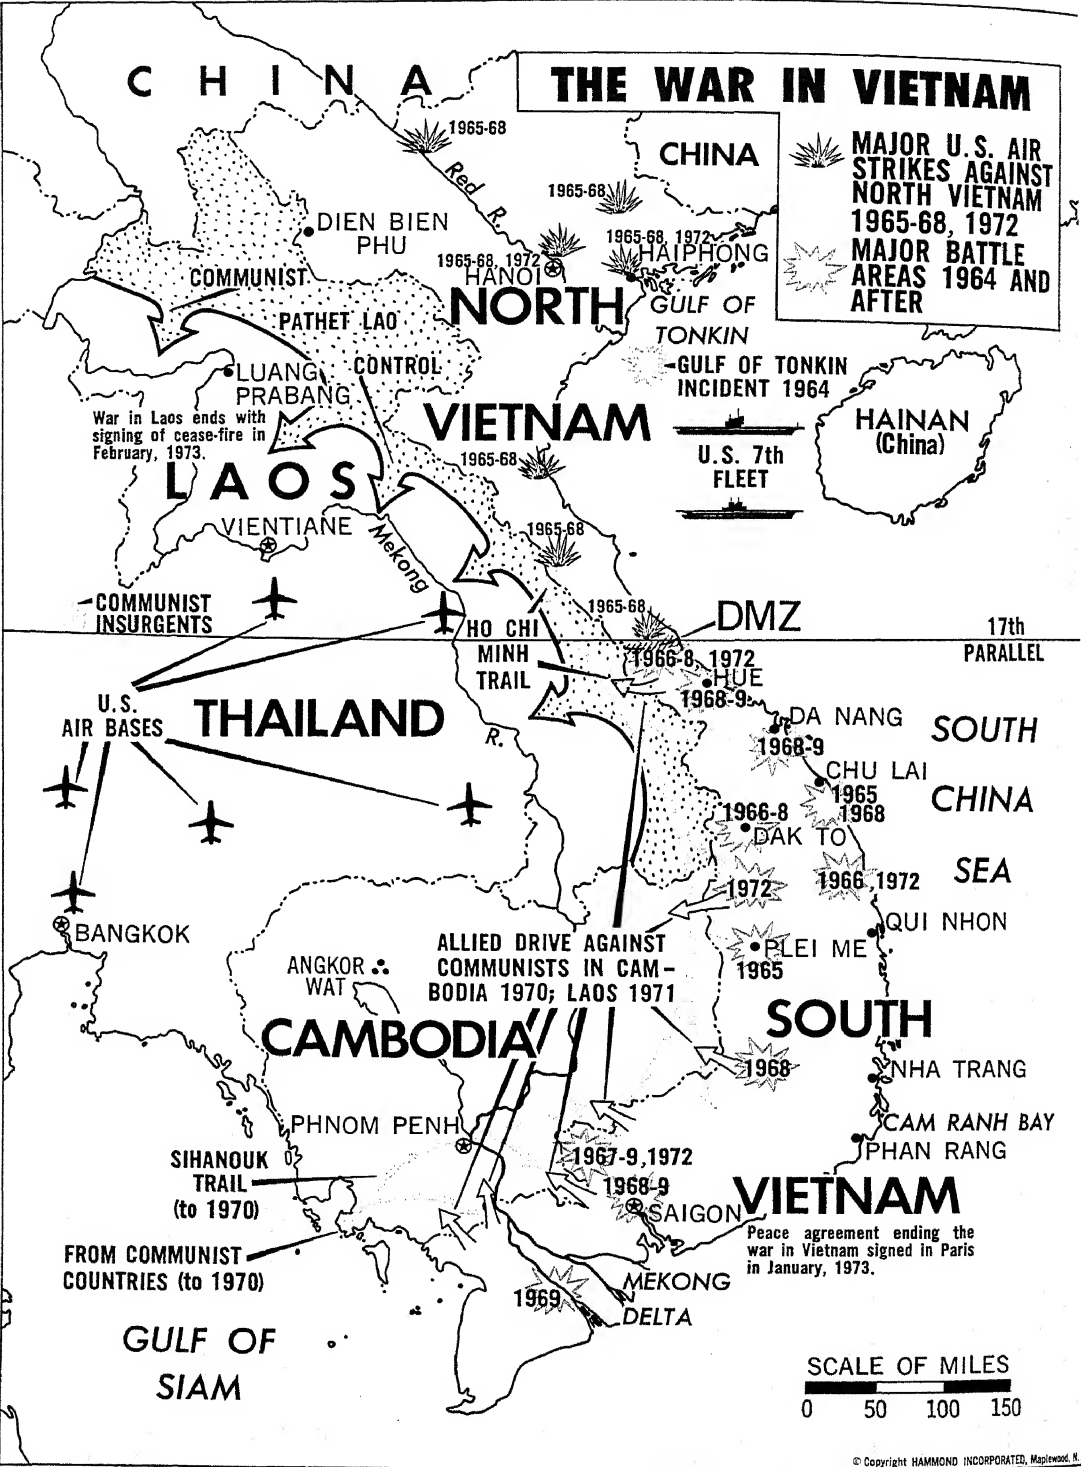 THE WAR IN VIETNAM
MAJOR U.S. AIR
STRIKES AGAINST
NORTH VIETNAM
1965-68, 1972
MAJOR BATTLE
AREAS 1964 AND
AFTER
CHINA
1965-68
Red R.
CHINA
1965-68
DIEN BIEN
PHU
1965-68, 1972
HAIPHONG
1965-68, 1972
HANOI
COMMUNIST
PATHET LAO
CONTROL
NORTH
VIETNAM
GULF OF
TONKIN
GULF OF TONKIN
INCIDENT 1964
LUANG
PRABANG
HAINAN
(China)
War in Laos ends with
signing of cease-fire in
February, 1973.
U.S. 7th
FLEET
1965-68
LAOS
VIENTIANE
Mekong
1965-68
COMMUNIST
INSURGENTS
1965-68
DMZ
17th
PARALLEL
HO CHI
MINH
TRAIL
1966-8, 1972
HUE
1968-9
U.S.
AIR BASES
THAILAND
R.
DA NANG
1968-9
SOUTH
CHINA
SEA
CHU LAI
1965
1968
1966-8
DAK TO
1972
1966, 1972
BANGKOK
QUI NHON
ALLIED DRIVE AGAINST
COMMUNISTS IN CAM-
BODIA 1970; LAOS 1971
PLEI ME
1965
ANGKOR
WAT
CAMBODIA
SOUTH
VIETNAM
1968
NHA TRANG
CAM RANH BAY
PHAN RANG
PHNOM PENH
1967-9, 1972
SIHANOUK
TRAIL
(to 1970)
1968-9
SAIGON
Peace agreement ending the
war in Vietnam signed in Paris
in January, 1973.
FROM COMMUNIST
COUNTRIES (to 1970)
MEKONG
DELTA
1969
GULF OF
SIAM
SCALE OF MILES
0 50 100 150
© Copyright HAMMOND INCORPORATED, Maplewood, N.